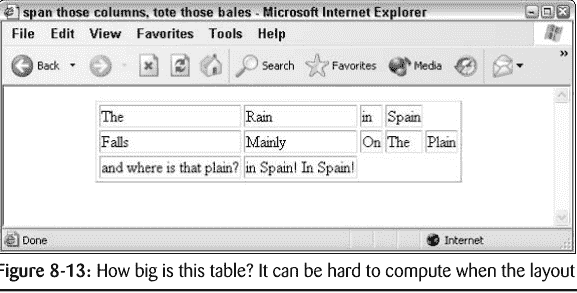 span those columns, tote those bales - Microsoft Internet Explorer
File Edit View Favorites Tools Help
Back Search Favorites Media »
The Rain in Spain
Falls Mainly On The Plain
and where is that plain? in Spain! In Spain!
Done Internet
Figure 8-13: How big is this table? It can be hard to compute when the layout